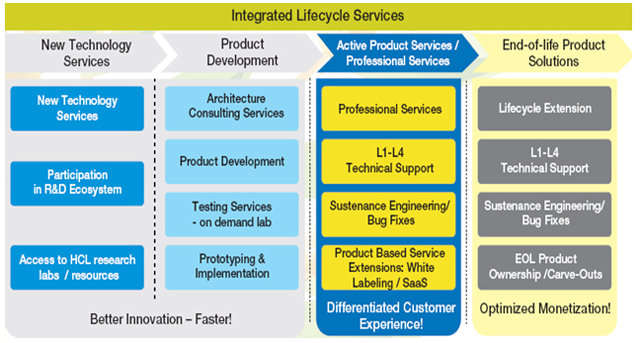 Integrated Lifecycle Services
New Technology
Services
Product
Development
Active Product Services /
Professional Services
End-of-life Product
Solutions
New Technology
Services
Participation
in R&D Ecosystem
Access to HCL research
labs / resources
Architecture
Consulting Services
Product Development
Testing Services
- on demand lab
Prototyping &
Implementation
Better Innovation – Faster!
Professional Services
L1-L4
Technical Support
Sustenance Engineering/
Bug Fixes
Product Based Service
Extensions: White
Labeling / SaaS
Differentiated Customer
Experience!
Lifecycle Extension
L1-L4
Technical Support
Sustenance Engineering/
Bug Fixes
EOL Product
Ownership /Carve-Outs
Optimized Monetization!